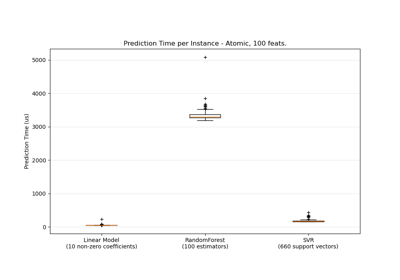 Prediction Time per Instance - Atomic, 100 feats.
Prediction Time (us)
5000
4000
3000
2000
1000
0
Linear Model
(10 non-zero coefficients)
RandomForest
(100 estimators)
SVR
(660 support vectors)